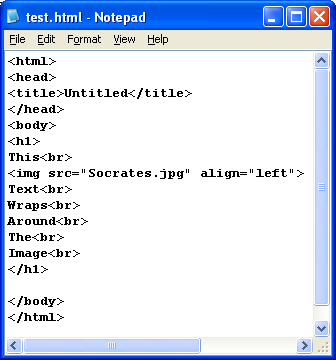 test.html - Notepad
File Edit Format View Help
<html>
<head>
<title>Untitled</title>
</head>
<body>
<h1>
This<br>
<img src="Socrates.jpg" align="left">
Text<br>
Wraps<br>
Around<br>
The<br>
Image<br>
</h1>

</body>
</html>